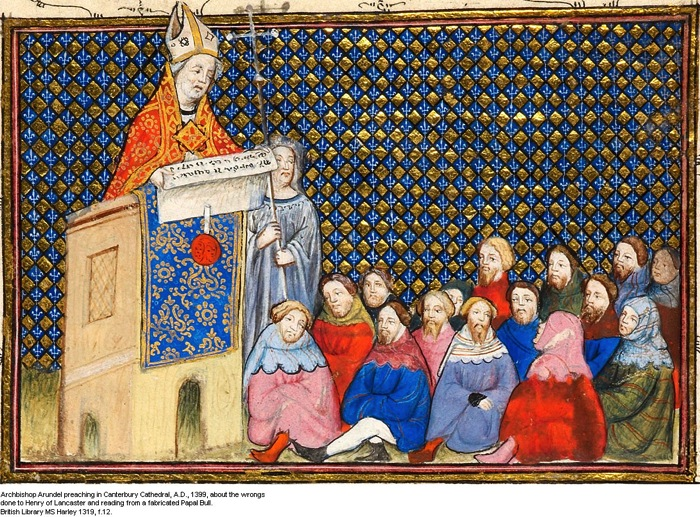 Archbishop Arundel preaching in Canterbury Cathedral, A.D., 1399, about the wrongs
done to Henry of Lancaster and reading from a fabricated Papal Bull.
British Library MS Harley 1319, f.12.